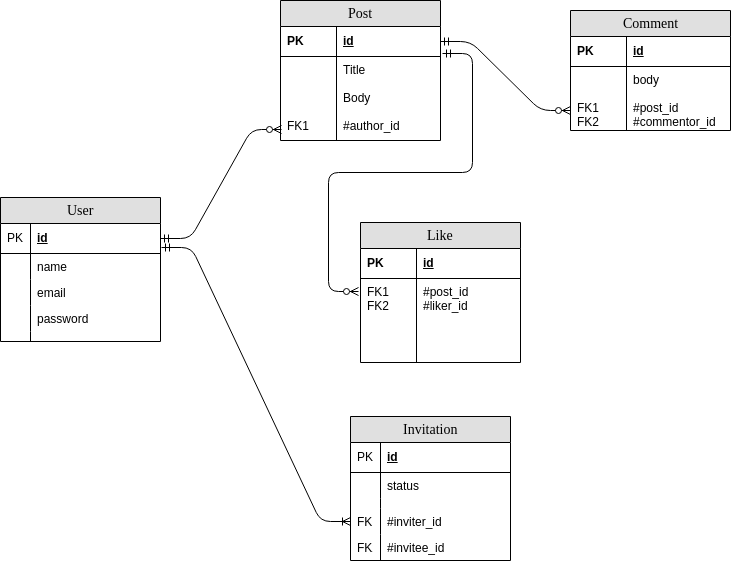 Post
PK id
Title
Body
FK1 #author_id
Comment
PK id
body
FK1 #post_id
FK2 #commentor_id
User
PK id
name
email
password
Like
PK id
FK1 #post_id
FK2 #liker_id
Invitation
PK id
status
FK #inviter_id
FK #invitee_id